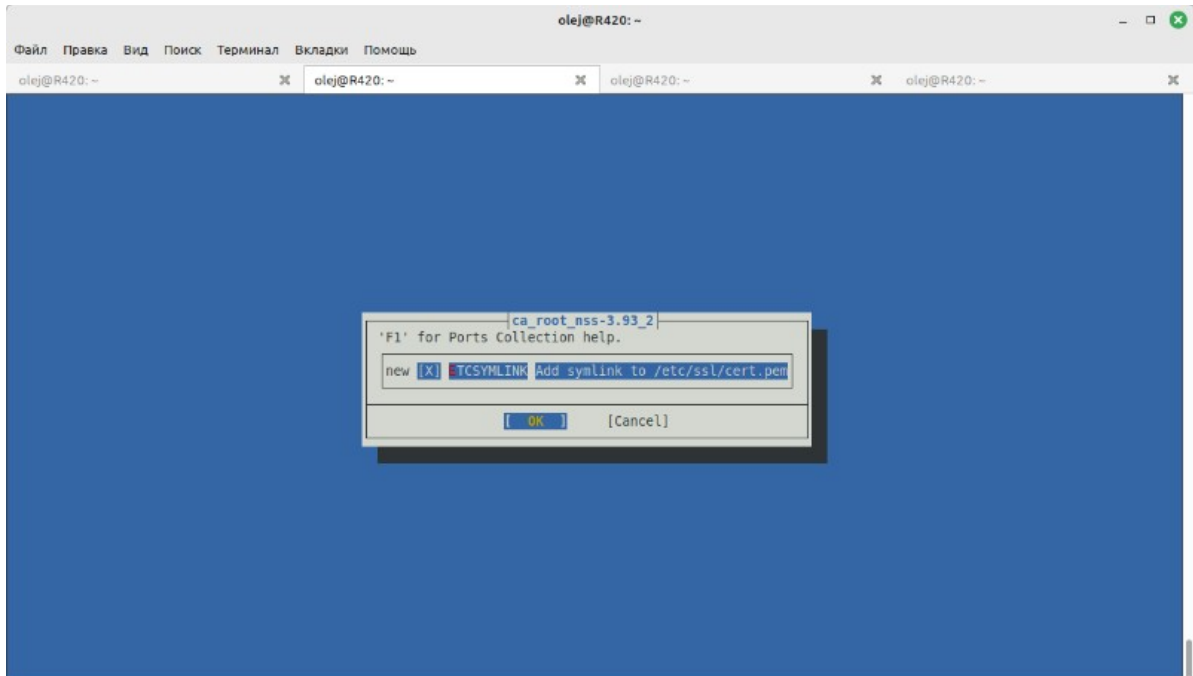 olej@R420: ~
Файл Правка Вид Поиск Терминал Вкладки Помощь
olej@R420: ~ olej@R420: ~ olej@R420: ~ olej@R420: ~
ca_root_nss-3.93_2
'F1' for Ports Collection help.
new [X] ETCSYMLINK Add symlink to /etc/ssl/cert.pem
[ OK ] [Cancel]